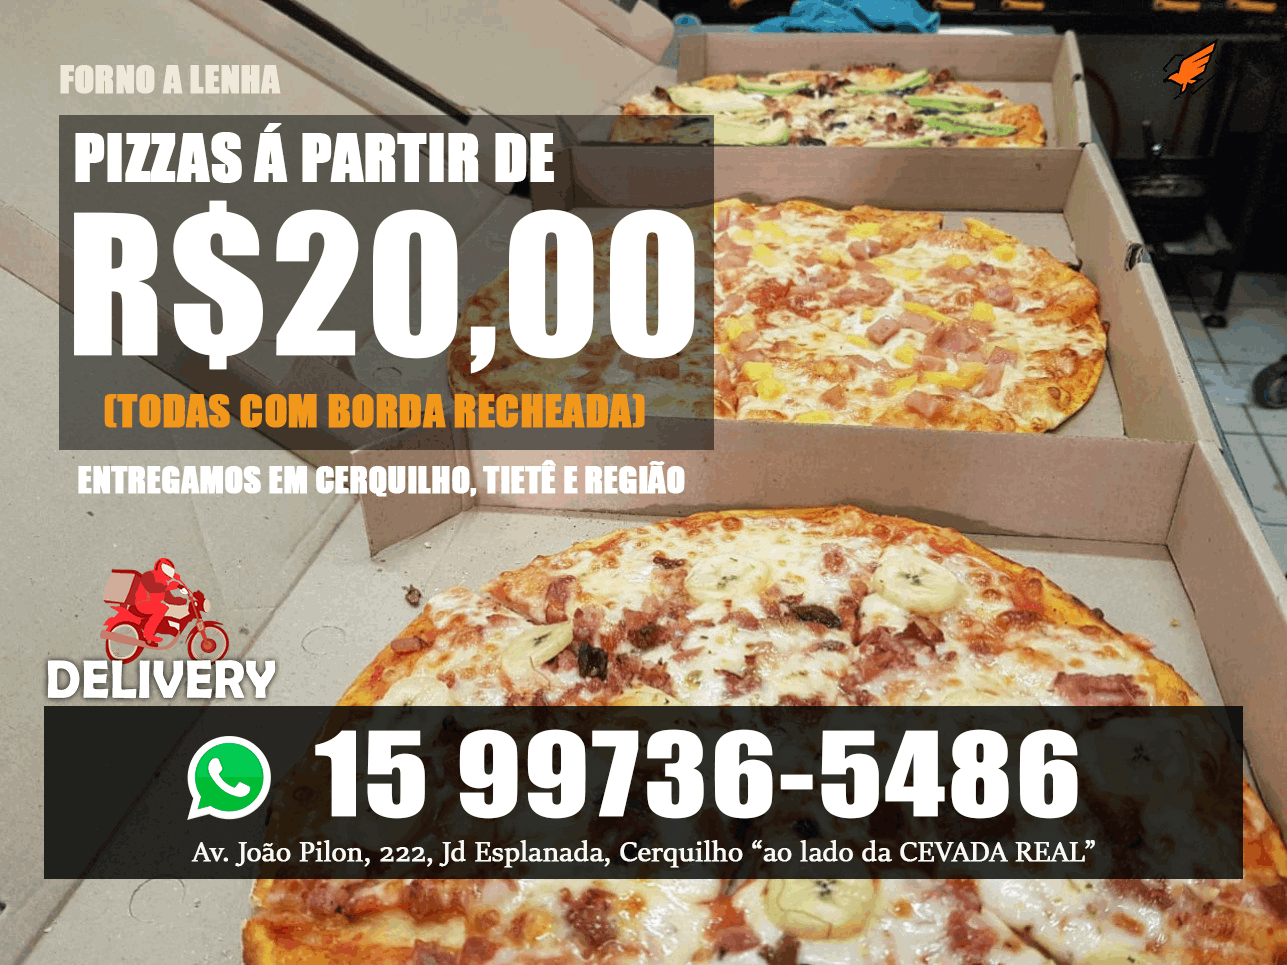 FORNO A LENHA
PIZZAS Á PARTIR DE
R$20,00
(TODAS COM BORDA RECHEADA)
ENTREGAMOS EM CERQUILHO, TIETÊ E REGIÃO
DELIVERY
15 99736-5486
Av. João Pilon, 222, Jd Esplanada, Cerquilho “ao lado da CEVADA REAL”